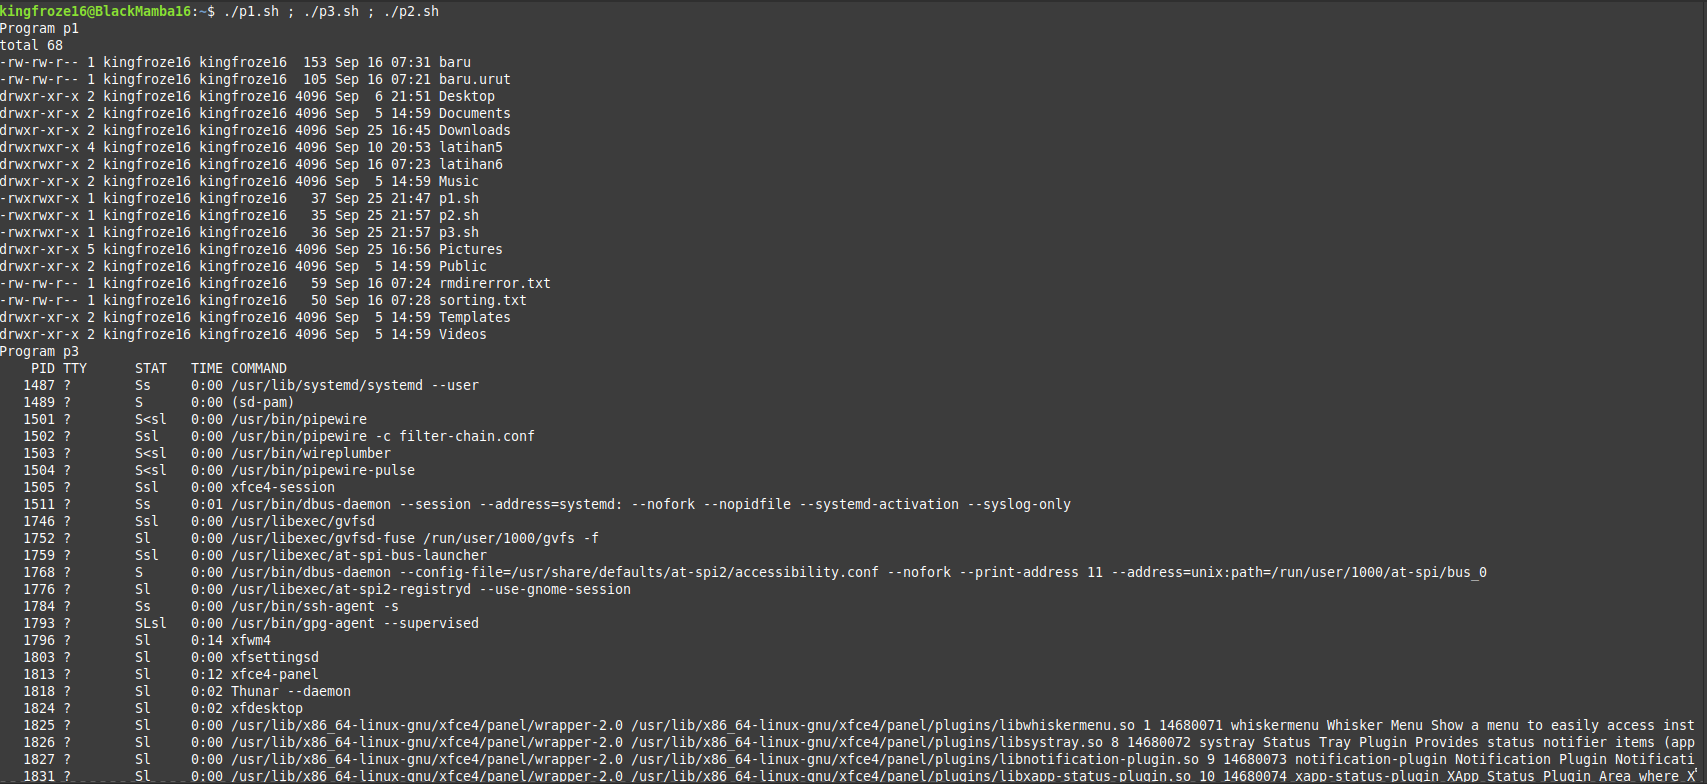 kingfroze16@BlackMamba16:~$ ./p1.sh ; ./p3.sh ; ./p2.sh
Program p1
total 68
-rw-rw-r-- 1 kingfroze16 kingfroze16  153 Sep 16 07:31 baru
-rw-rw-r-- 1 kingfroze16 kingfroze16  105 Sep 16 07:21 baru.urut
drwxr-xr-x 2 kingfroze16 kingfroze16 4096 Sep  6 21:51 Desktop
drwxr-xr-x 2 kingfroze16 kingfroze16 4096 Sep  5 14:59 Documents
drwxr-xr-x 2 kingfroze16 kingfroze16 4096 Sep 25 16:45 Downloads
drwxrwxr-x 4 kingfroze16 kingfroze16 4096 Sep 10 20:53 latihan5
drwxrwxr-x 2 kingfroze16 kingfroze16 4096 Sep 16 07:23 latihan6
drwxr-xr-x 2 kingfroze16 kingfroze16 4096 Sep  5 14:59 Music
-rwxrwxr-x 1 kingfroze16 kingfroze16   37 Sep 25 21:47 p1.sh
-rwxrwxr-x 1 kingfroze16 kingfroze16   35 Sep 25 21:57 p2.sh
-rwxrwxr-x 1 kingfroze16 kingfroze16   36 Sep 25 21:57 p3.sh
drwxr-xr-x 5 kingfroze16 kingfroze16 4096 Sep 25 16:56 Pictures
drwxr-xr-x 2 kingfroze16 kingfroze16 4096 Sep  5 14:59 Public
-rw-rw-r-- 1 kingfroze16 kingfroze16   59 Sep 16 07:24 rmdirerror.txt
-rw-rw-r-- 1 kingfroze16 kingfroze16   50 Sep 16 07:28 sorting.txt
drwxr-xr-x 2 kingfroze16 kingfroze16 4096 Sep  5 14:59 Templates
drwxr-xr-x 2 kingfroze16 kingfroze16 4096 Sep  5 14:59 Videos
Program p3
    PID TTY      STAT   TIME COMMAND
   1487 ?        Ss     0:00 /usr/lib/systemd/systemd --user
   1489 ?        S      0:00 (sd-pam)
   1501 ?        S<sl   0:00 /usr/bin/pipewire
   1502 ?        Ssl    0:00 /usr/bin/pipewire -c filter-chain.conf
   1503 ?        S<sl   0:00 /usr/bin/wireplumber
   1504 ?        S<sl   0:00 /usr/bin/pipewire-pulse
   1505 ?        Ssl    0:00 xfce4-session
   1511 ?        Ss     0:01 /usr/bin/dbus-daemon --session --address=systemd: --nofork --nopidfile --systemd-activation --syslog-only
   1746 ?        Ssl    0:00 /usr/libexec/gvfsd
   1752 ?        Sl     0:00 /usr/libexec/gvfsd-fuse /run/user/1000/gvfs -f
   1759 ?        Ssl    0:00 /usr/libexec/at-spi-bus-launcher
   1768 ?        S      0:00 /usr/bin/dbus-daemon --config-file=/usr/share/defaults/at-spi2/accessibility.conf --nofork --print-address 11 --address=unix:path=/run/user/1000/at-spi/bus_0
   1776 ?        Sl     0:00 /usr/libexec/at-spi2-registryd --use-gnome-session
   1784 ?        Ss     0:00 /usr/bin/ssh-agent -s
   1793 ?        SLsl   0:00 /usr/bin/gpg-agent --supervised
   1796 ?        Sl     0:14 xfwm4
   1803 ?        Sl     0:00 xfsettingsd
   1813 ?        Sl     0:12 xfce4-panel
   1818 ?        Sl     0:02 Thunar --daemon
   1824 ?        Sl     0:02 xfdesktop
   1825 ?        Sl     0:00 /usr/lib/x86_64-linux-gnu/xfce4/panel/wrapper-2.0 /usr/lib/x86_64-linux-gnu/xfce4/panel/plugins/libwhiskermenu.so 1 14680071 whiskermenu Whisker Menu Show a menu to easily access inst
   1826 ?        Sl     0:00 /usr/lib/x86_64-linux-gnu/xfce4/panel/wrapper-2.0 /usr/lib/x86_64-linux-gnu/xfce4/panel/plugins/libsystray.so 8 14680072 systray Status Tray Plugin Provides status notifier items (app
   1827 ?        Sl     0:00 /usr/lib/x86_64-linux-gnu/xfce4/panel/wrapper-2.0 /usr/lib/x86_64-linux-gnu/xfce4/panel/plugins/libnotification-plugin.so 9 14680073 notification-plugin Notification Plugin Notificati
   1831 ?        Sl     0:00 /usr/lib/x86_64-linux-gnu/xfce4/panel/wrapper-2.0 /usr/lib/x86_64-linux-gnu/xfce4/panel/plugins/libxapp-status-plugin.so 10 14680074 xapp-status-plugin XApp Status Plugin Area where X